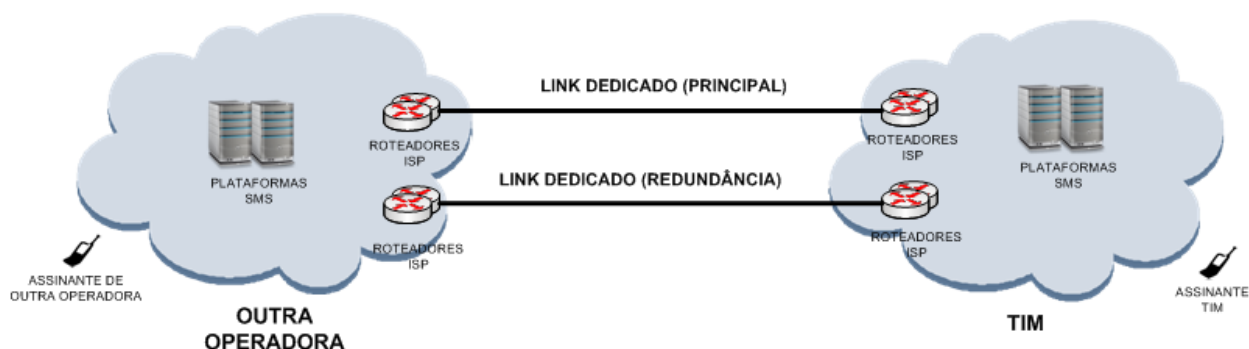 LINK DEDICADO (PRINCIPAL)
ROTEADORES
ISP
ROTEADORES
ISP
PLATAFORMAS
SMS
PLATAFORMAS
SMS
LINK DEDICADO (REDUNDÂNCIA)
ROTEADORES
ISP
ROTEADORES
ISP
ASSINANTE DE
OUTRA OPERADORA
ASSINANTE
TIM
OUTRA
OPERADORA
TIM